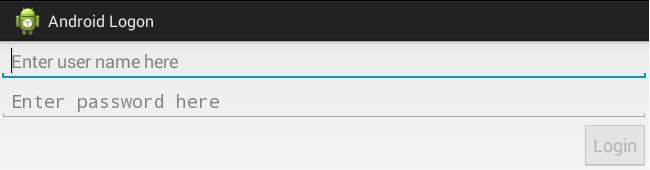 Android Logon
Enter user name here
Enter password here
Login